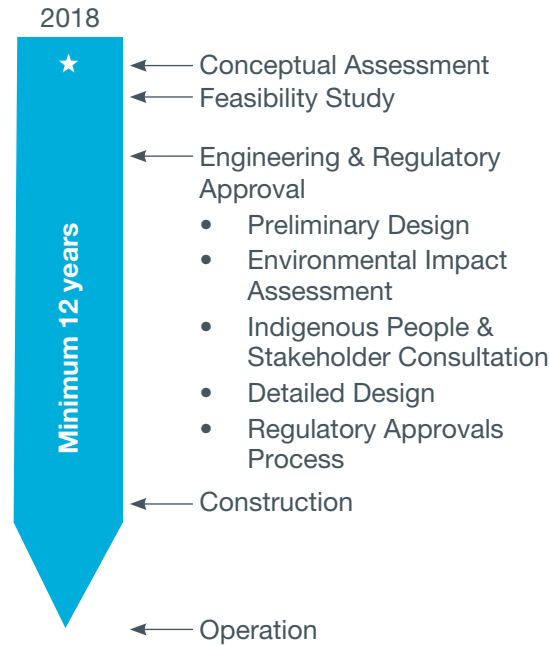 2018
★
Conceptual Assessment
Feasibility Study
Engineering & Regulatory
Approval
• Preliminary Design
• Environmental Impact
Assessment
• Indigenous People &
Stakeholder Consultation
• Detailed Design
• Regulatory Approvals
Process
Minimum 12 years
Construction
Operation